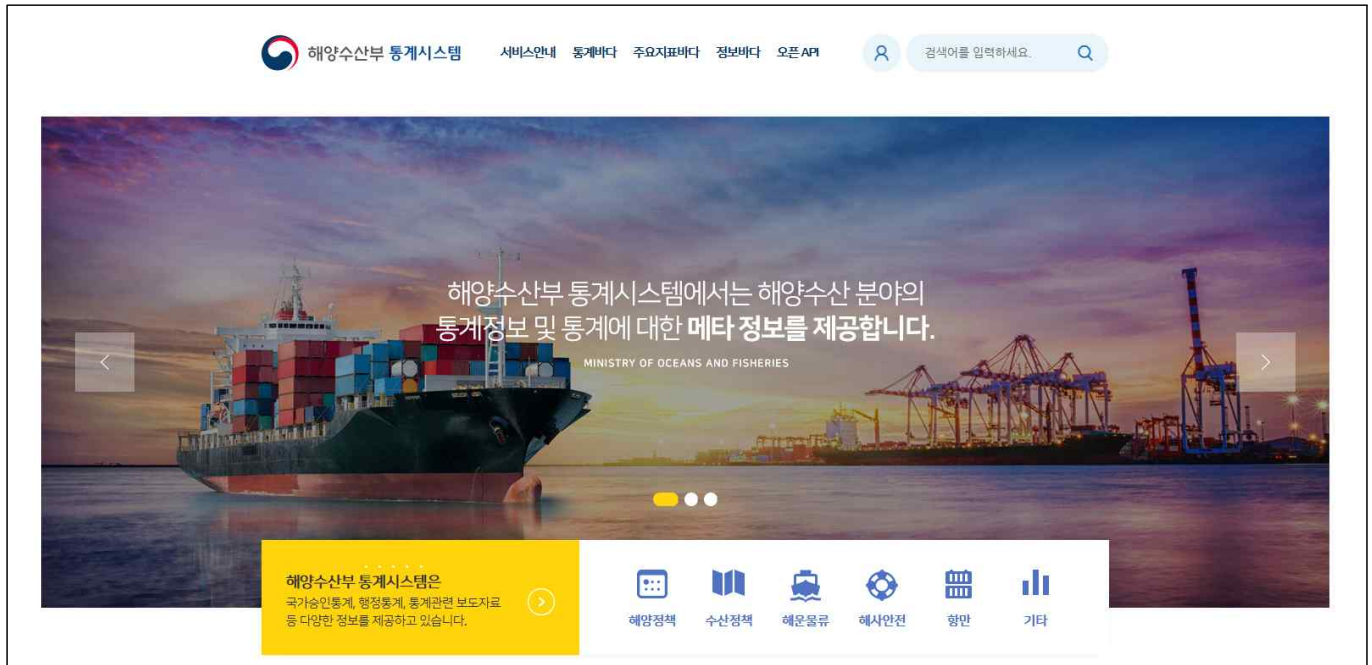 해양수산부 통계시스템
서비스안내 통계바다 주요지표바다 정보바다 오픈 API
검색어를 입력하세요.
해양수산부 통계시스템에서는 해양수산 분야의
통계정보 및 통계에 대한 메타 정보를 제공합니다.
MINISTRY OF OCEANS AND FISHERIES
해양수산부 통계시스템은
국가승인통계, 행정통계, 통계관련 보도자료
등 다양한 정보를 제공하고 있습니다.
해양정책 수산정책 해운물류 해사안전 항만 기타